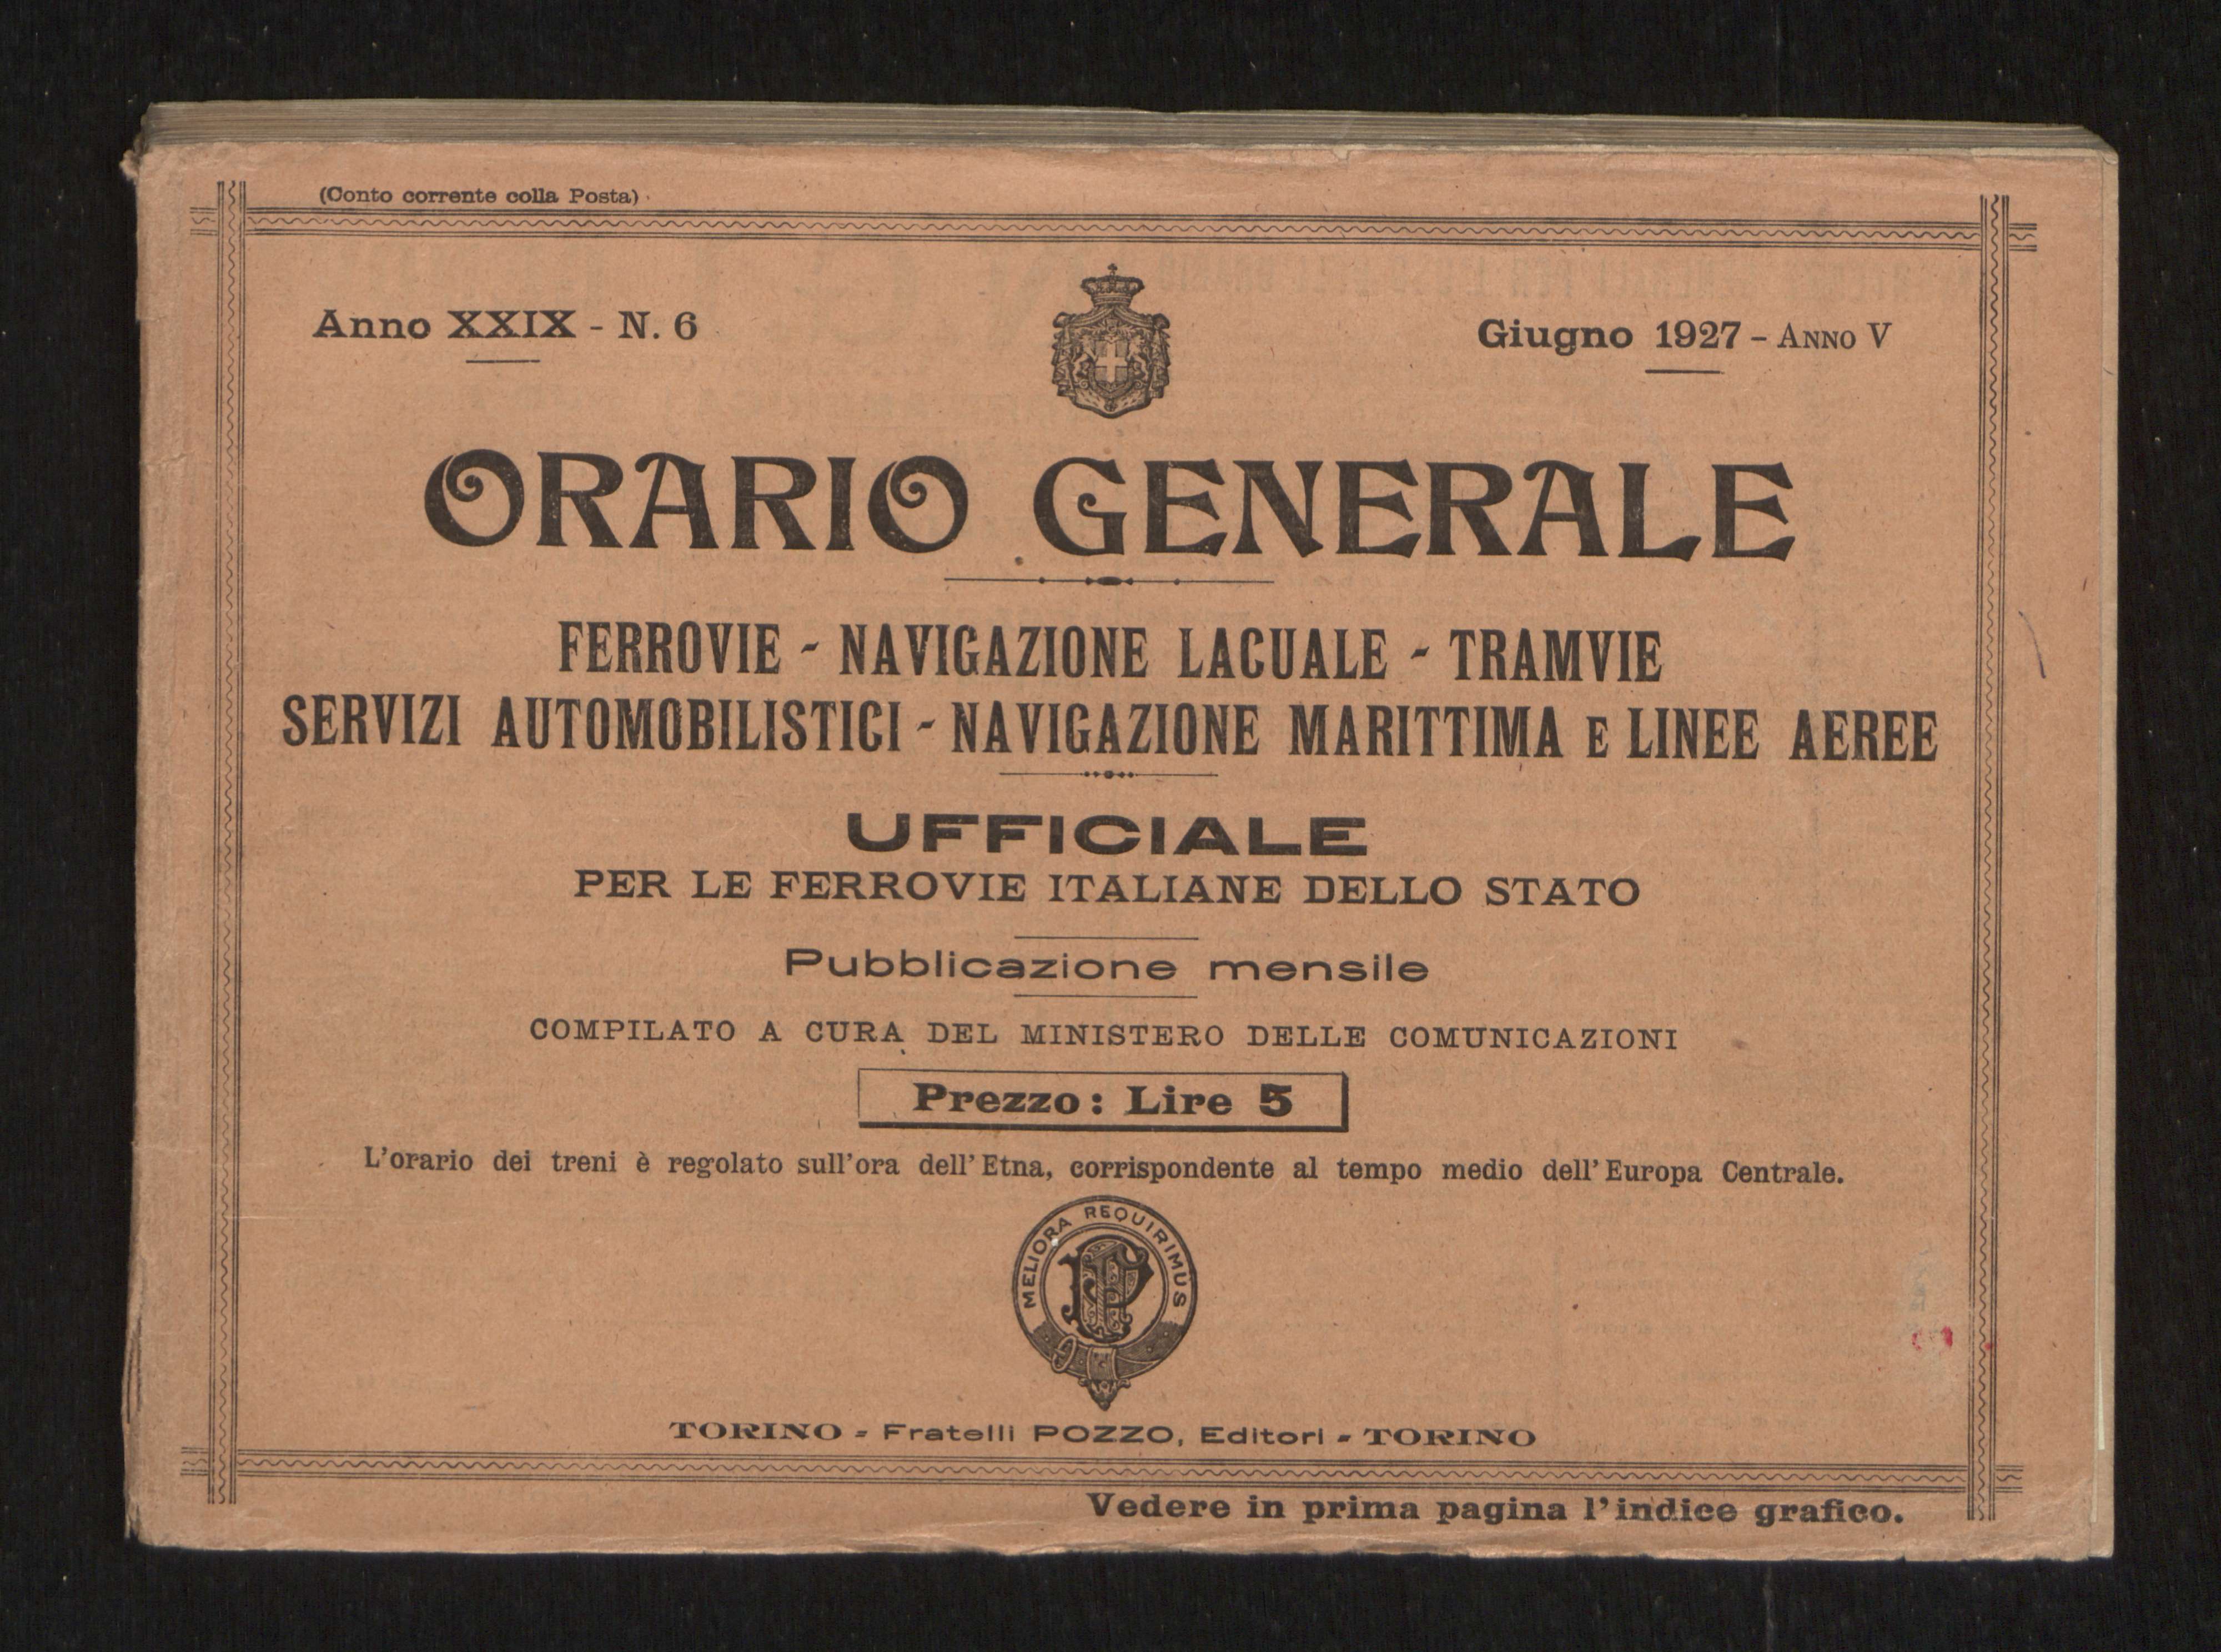 (Conto corrente colla Posta)
Anno XXIX - N. 6
Giugno 1927 - Anno V
ORARIO GENERALE
FERROVIE - NAVIGAZIONE LACUALE - TRAMVIE
SERVIZI AUTOMOBILISTICI - NAVIGAZIONE MARITTIMA E LINEE AEREE
UFFICIALE
PER LE FERROVIE ITALIANE DELLO STATO
Pubblicazione mensile
COMPILATO A CURA DEL MINISTERO DELLE COMUNICAZIONI
Prezzo: Lire 5
L'orario dei treni è regolato sull'ora dell'Etna, corrispondente al tempo medio dell'Europa Centrale.
MELIORA REQUIRIMUS
TORINO - Fratelli POZZO, Editori - TORINO
Vedere in prima pagina l'indice grafico.